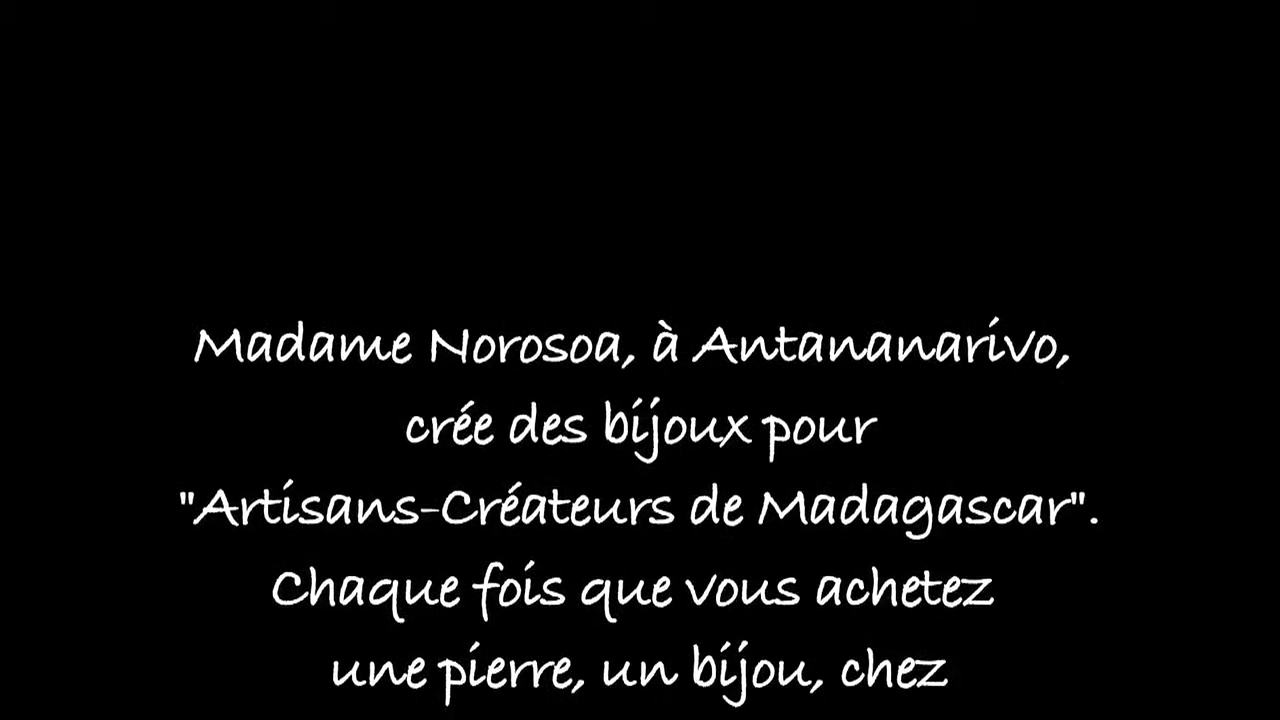 Madame Norosoa, à Antananarivo,
crée des bijoux pour
"Artisans-Créateurs de Madagascar".
Chaque fois que vous achetez
une pierre, un bijou, chez